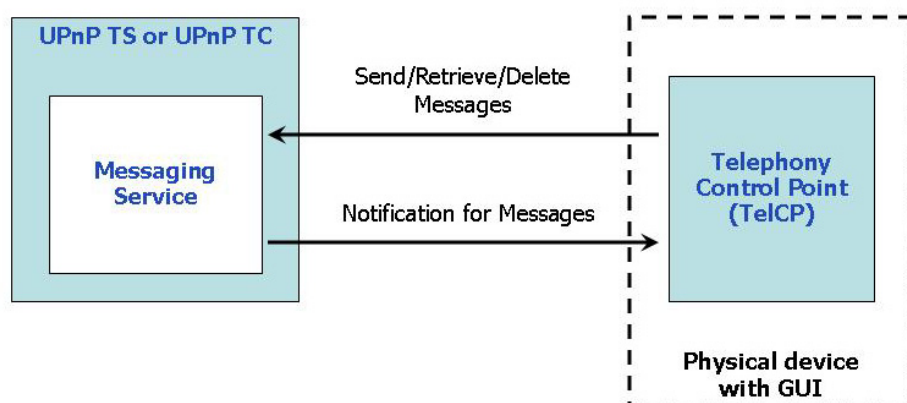 UPnP TS or UPnP TC
Send/Retrieve/Delete
Messages
Messaging
Service
Telephony
Control Point
(TelCP)
Notification for Messages
Physical device
with GUI